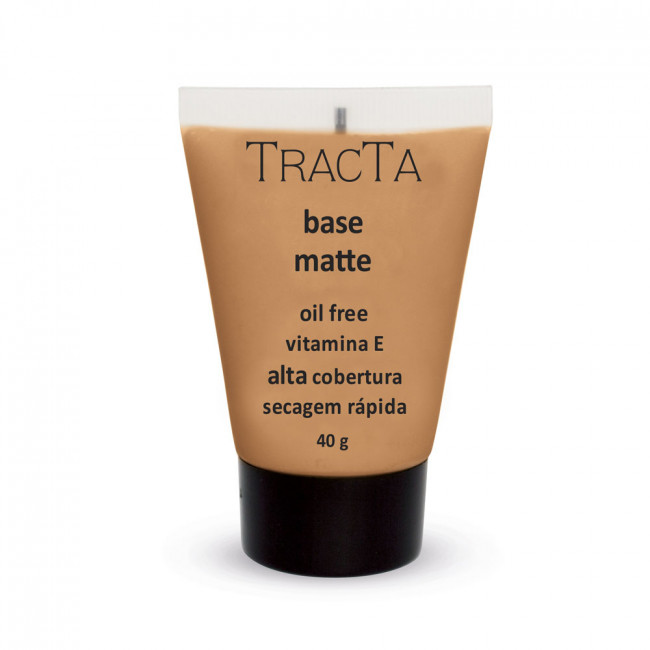 TRACTA
base
matte
oil free
vitamina E
alta cobertura
secagem rápida
40 g